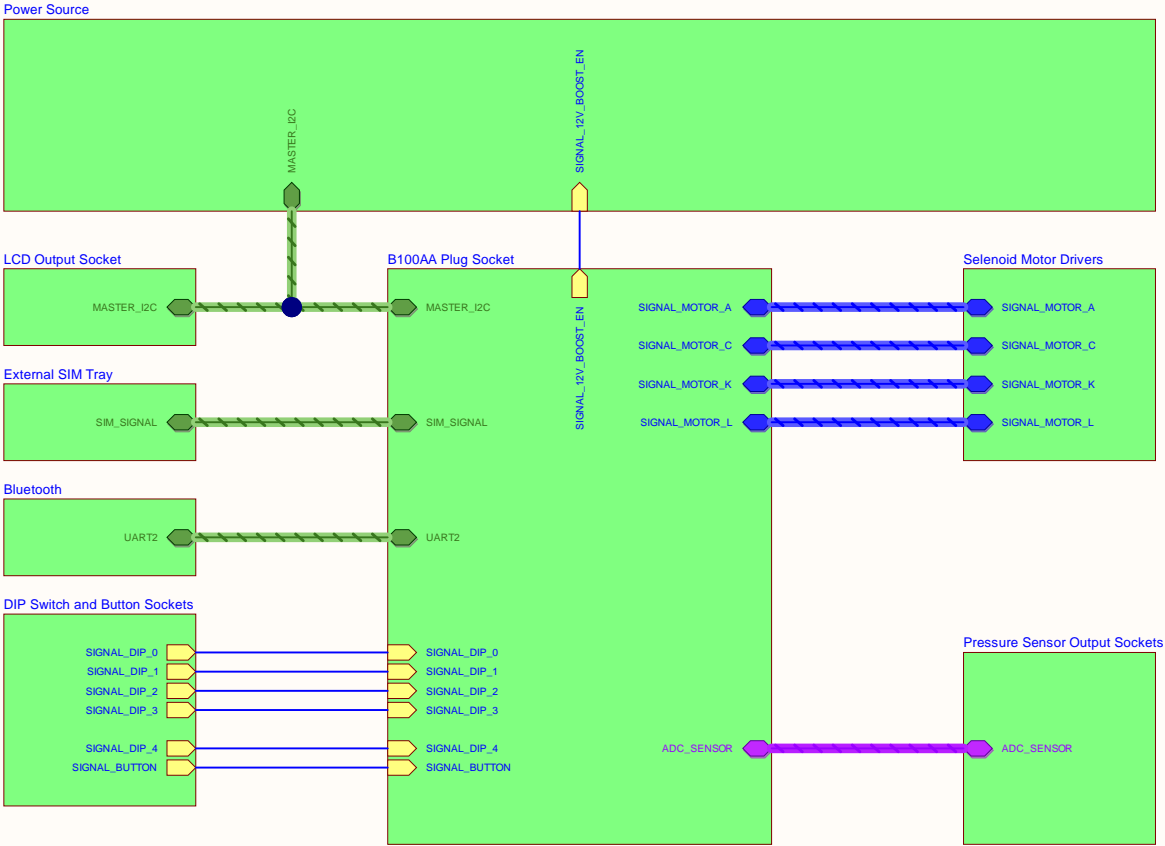 Power Source
SIGNAL_12V_BOOST_EN
MASTER_I2C
LCD Output Socket
MASTER_I2C
B100AA Plug Socket
MASTER_I2C
SIGNAL_12V_BOOST_EN
SIGNAL_MOTOR_A
SIGNAL_MOTOR_C
SIGNAL_MOTOR_K
SIGNAL_MOTOR_L
Selenoid Motor Drivers
SIGNAL_MOTOR_A
SIGNAL_MOTOR_C
SIGNAL_MOTOR_K
SIGNAL_MOTOR_L
External SIM Tray
SIM_SIGNAL
SIM_SIGNAL
Bluetooth
UART2
UART2
DIP Switch and Button Sockets
SIGNAL_DIP_0
SIGNAL_DIP_1
SIGNAL_DIP_2
SIGNAL_DIP_3
SIGNAL_DIP_4
SIGNAL_BUTTON
SIGNAL_DIP_0
SIGNAL_DIP_1
SIGNAL_DIP_2
SIGNAL_DIP_3
SIGNAL_DIP_4
SIGNAL_BUTTON
ADC_SENSOR
Pressure Sensor Output Sockets
ADC_SENSOR